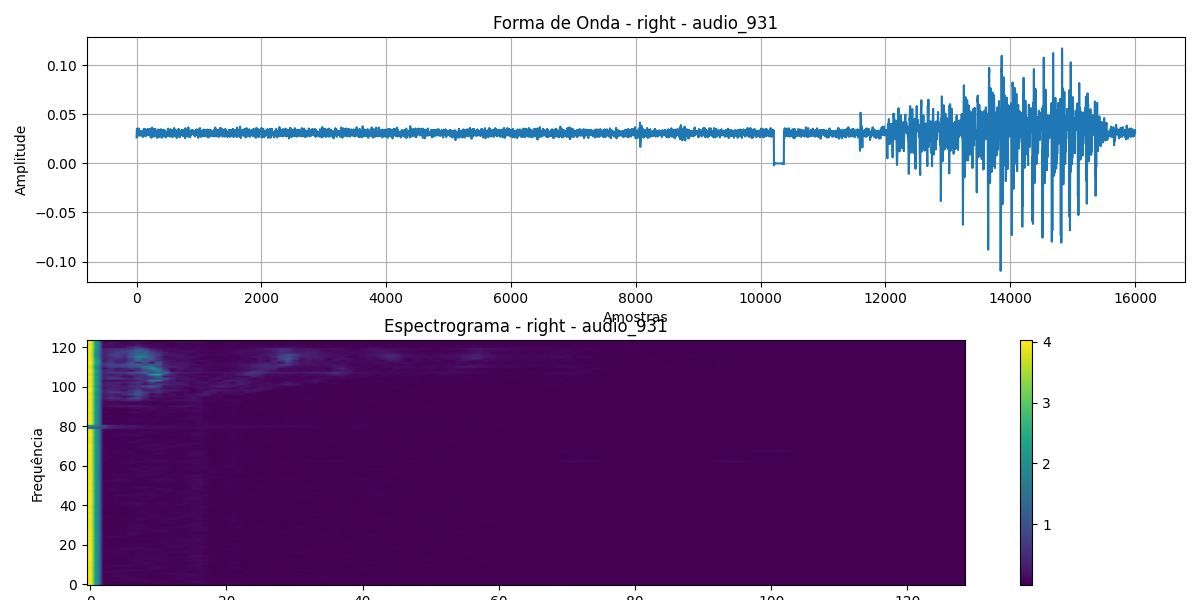 Forma de Onda - right - audio_931
Amplitude
0.10
0.05
0.00
−0.05
−0.10
0 2000 4000 6000 8000 10000 12000 14000 16000
Amostras
Espectrograma - right - audio_931
Frequência
120
100
80
60
40
20
0
0 20 40 60 80 100 120
4
3
2
1